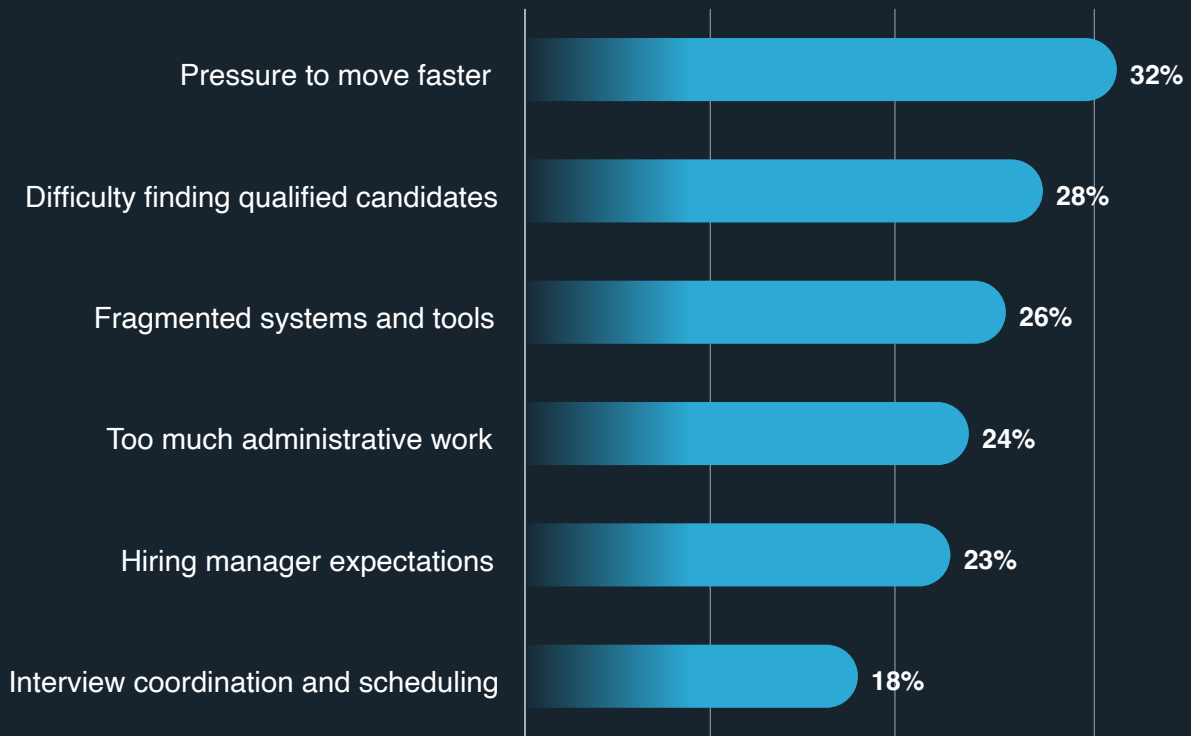 Pressure to move faster 32%
Difficulty finding qualified candidates 28%
Fragmented systems and tools 26%
Too much administrative work 24%
Hiring manager expectations 23%
Interview coordination and scheduling 18%